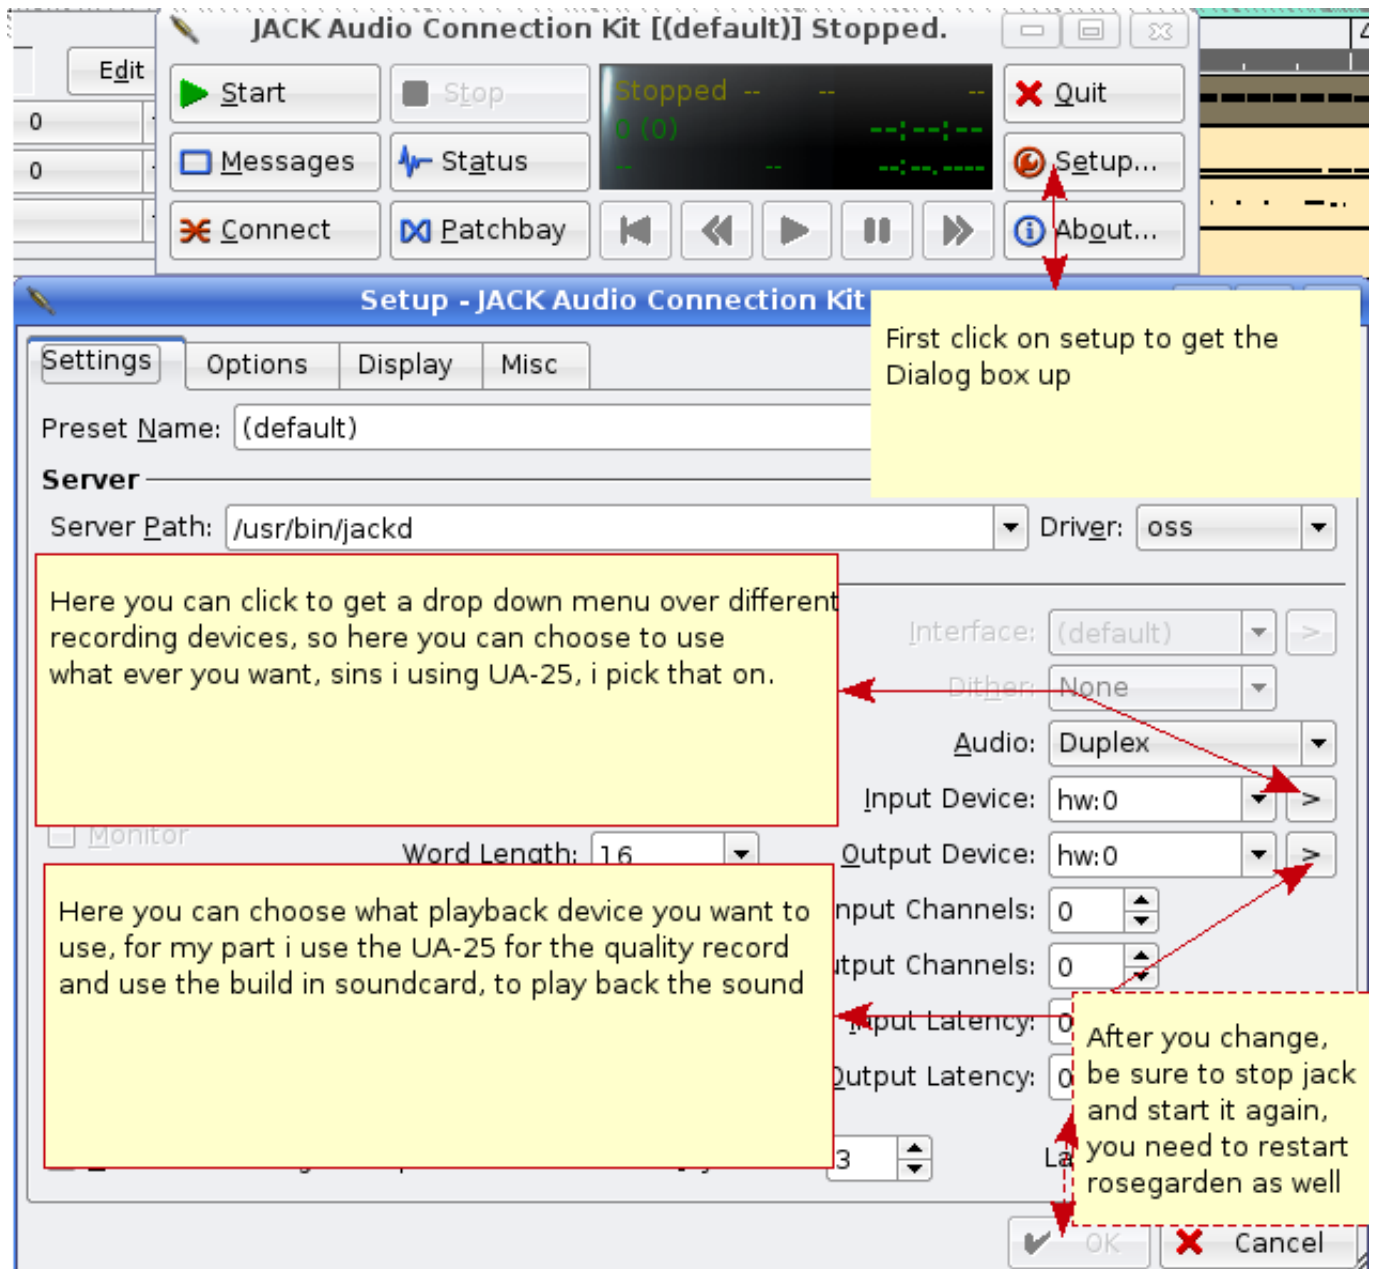 JACK Audio Connection Kit [(default)] Stopped.
Edit
Start
Stop
Stopped -- -- --
Quit
0
0 (0) --:--:--
0
Messages
Status
-- -- --:--.----
Setup...
Connect
Patchbay
About...
Setup - JACK Audio Connection Kit
First click on setup to get the
Dialog box up
Settings
Options
Display
Misc
Preset Name: (default)
Server
Server Path: /usr/bin/jackd
Driver: oss
Here you can click to get a drop down menu over different
recording devices, so here you can choose to use
what ever you want, sins i using UA-25, i pick that on.
Interface: (default) >
Dither: None
Audio: Duplex
Input Device: hw:0 >
Monitor
Word Length: 16
Output Device: hw:0 >
Here you can choose what playback device you want to
use, for my part i use the UA-25 for the quality record
and use the build in soundcard, to play back the sound
nput Channels: 0
tput Channels: 0
Input Latency: 0
Output Latency: 0
After you change,
be sure to stop jack
and start it again,
you need to restart
rosegarden as well
3
La
OK
Cancel